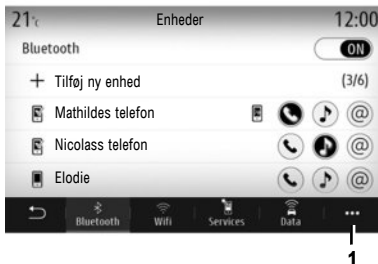 21°c Enheder 12:00
Bluetooth ON
+ Tilføj ny enhed (3/6)
Mathildes telefon @
Nicolass telefon @
Elodie @
Bluetooth Wifi Services Data ...
1